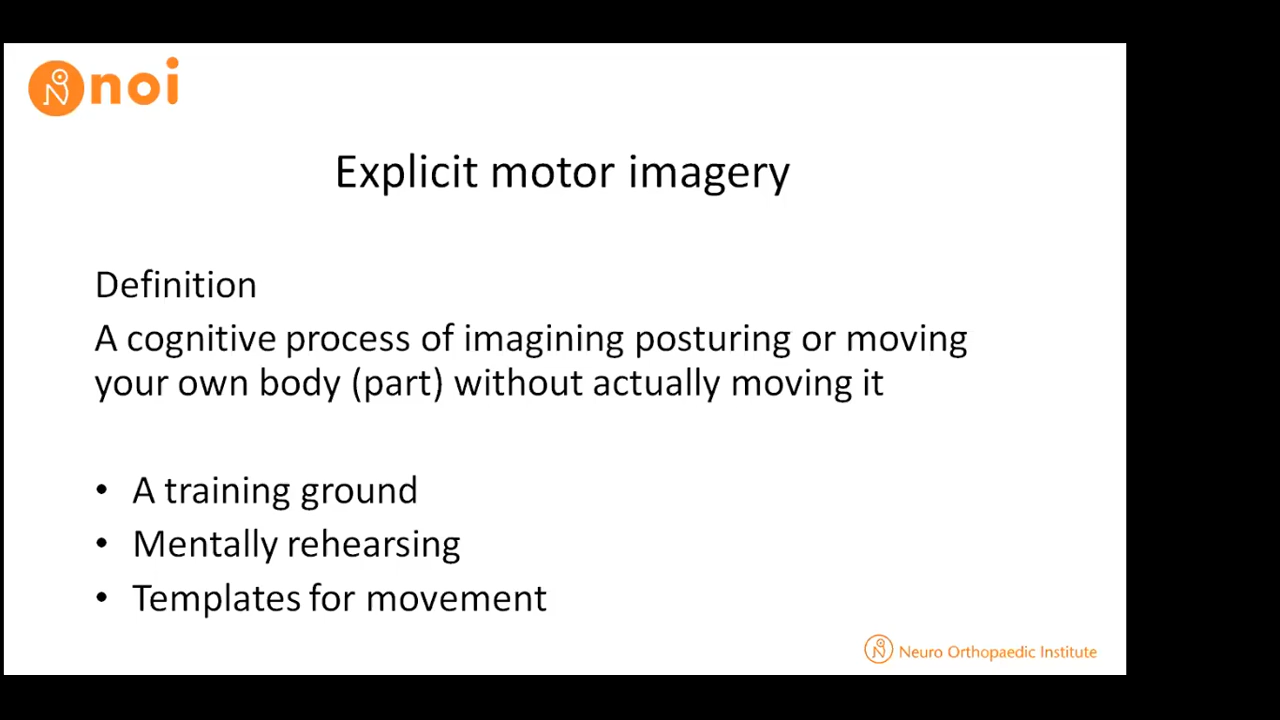 noi
Explicit motor imagery
Definition
A cognitive process of imagining posturing or moving
your own body (part) without actually moving it
• A training ground
• Mentally rehearsing
• Templates for movement
Neuro Orthopaedic Institute